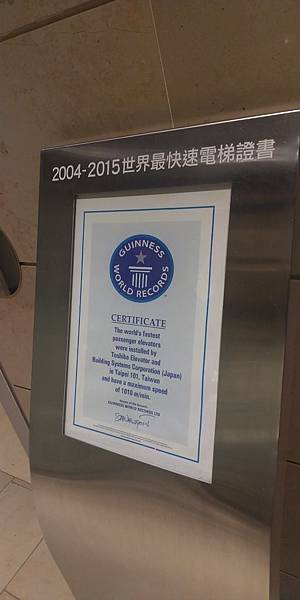 2004-2015世界最快速電梯證書
GUINNESS
WORLD RECORDS
CERTIFICATE
The world's fastest
passenger elevators
were installed by
Toshiba Elevator and
Building Systems Corporation (Japan)
in Taipei 101, Taiwan
and have a maximum speed
of 1010 m/min.
GUINNESS WORLD RECORDS LTD